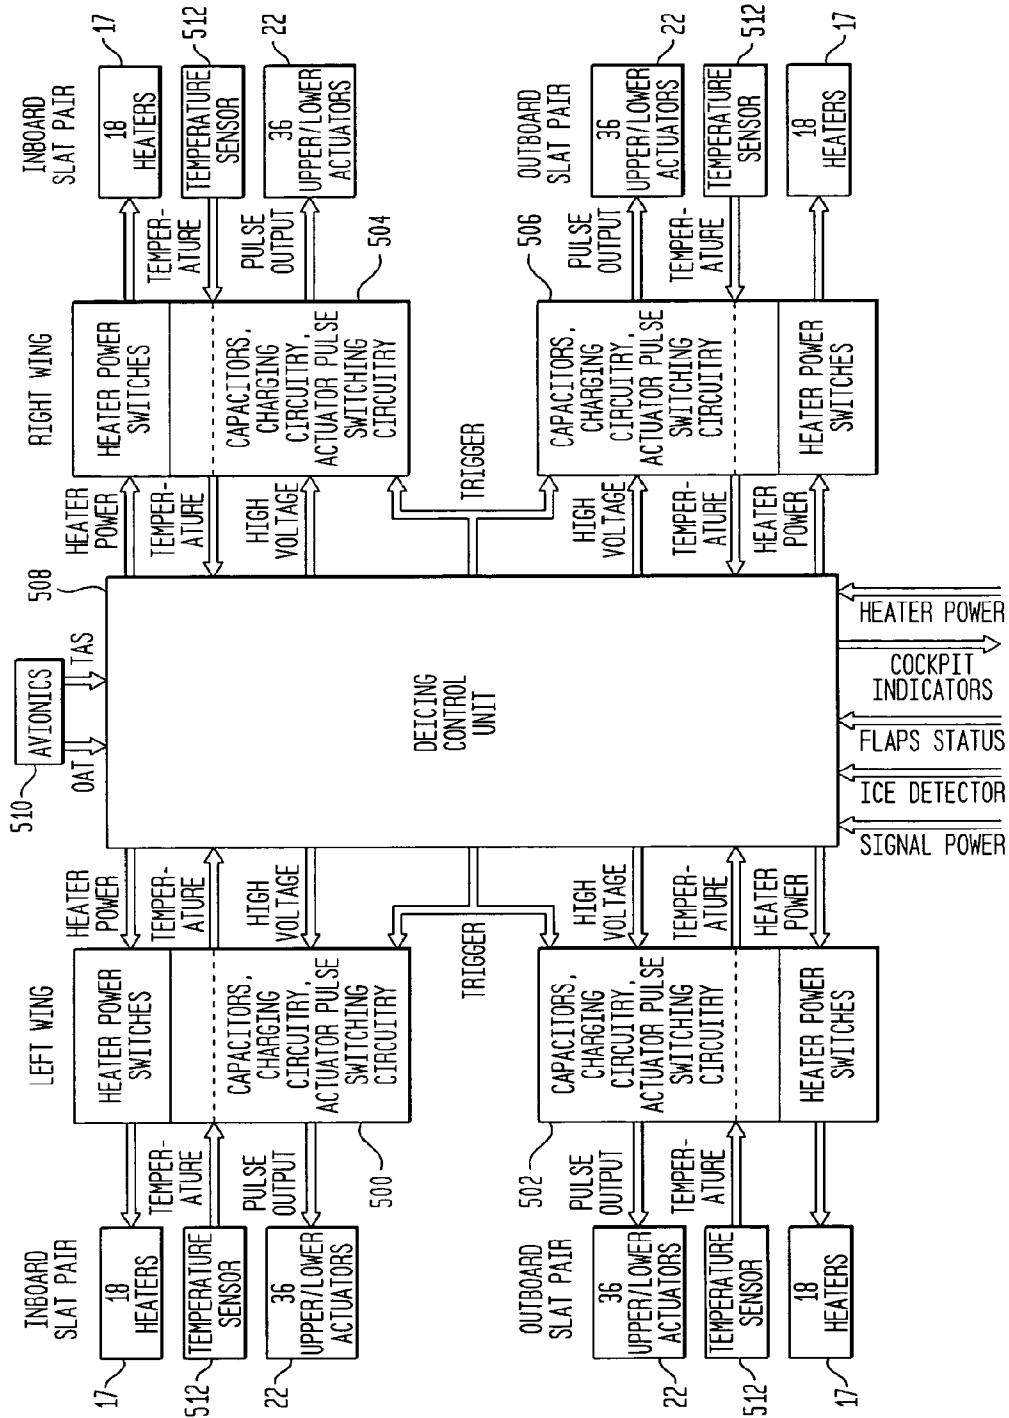 LEFT WING
RIGHT WING
INBOARD
SLAT PAIR
17
18
HEATERS
512
TEMPERATURE
SENSOR
22
36
UPPER/LOWER
ACTUATORS
TEMPER-
ATURE
PULSE
OUTPUT
HEATER POWER
SWITCHES
CAPACITORS,
CHARGING
CIRCUITRY,
ACTUATOR PULSE
SWITCHING
CIRCUITRY
500
HEATER
POWER
TEMPER-
ATURE
HIGH
VOLTAGE
TRIGGER
510
AVIONICS
OAT
TAS
508
DEICING
CONTROL
UNIT
HEATER
POWER
TEMPER-
ATURE
HIGH
VOLTAGE
TRIGGER
HEATER POWER
SWITCHES
CAPACITORS,
CHARGING
CIRCUITRY,
ACTUATOR PULSE
SWITCHING
CIRCUITRY
504
TEMPER-
ATURE
PULSE
OUTPUT
INBOARD
SLAT PAIR
18
HEATERS
17
TEMPERATURE
SENSOR
512
36
UPPER/LOWER
ACTUATORS
22
OUTBOARD
SLAT PAIR
36
UPPER/LOWER
ACTUATORS
22
TEMPERATURE
SENSOR
512
18
HEATERS
17
PULSE
OUTPUT
TEMPER-
ATURE
502
CAPACITORS,
CHARGING
CIRCUITRY,
ACTUATOR PULSE
SWITCHING
CIRCUITRY
HEATER POWER
SWITCHES
HIGH
VOLTAGE
TEMPER-
ATURE
HEATER
POWER
HIGH
VOLTAGE
TEMPER-
ATURE
HEATER
POWER
506
CAPACITORS,
CHARGING
CIRCUITRY,
ACTUATOR PULSE
SWITCHING
CIRCUITRY
HEATER POWER
SWITCHES
PULSE
OUTPUT
TEMPER-
ATURE
OUTBOARD
SLAT PAIR
36
UPPER/LOWER
ACTUATORS
22
TEMPERATURE
SENSOR
512
18
HEATERS
17
HEATER POWER
COCKPIT
INDICATORS
FLAPS STATUS
ICE DETECTOR
SIGNAL POWER